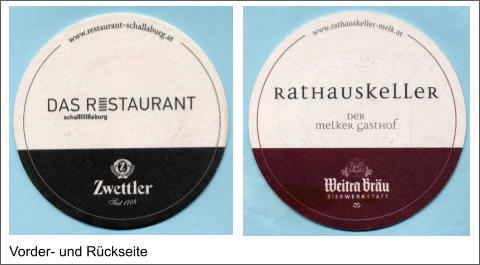 www.restaurant-schallaburg.at
DAS RESTAURANT
schallllllllaburg
Z
Zwettler
Seit 1708
www.rathauskeller-melk.at
RatHausKeLLeR
DeR
meLKeR GastHof
Weitra Bräu
BIERWERKSTATT
Vorder- und Rückseite